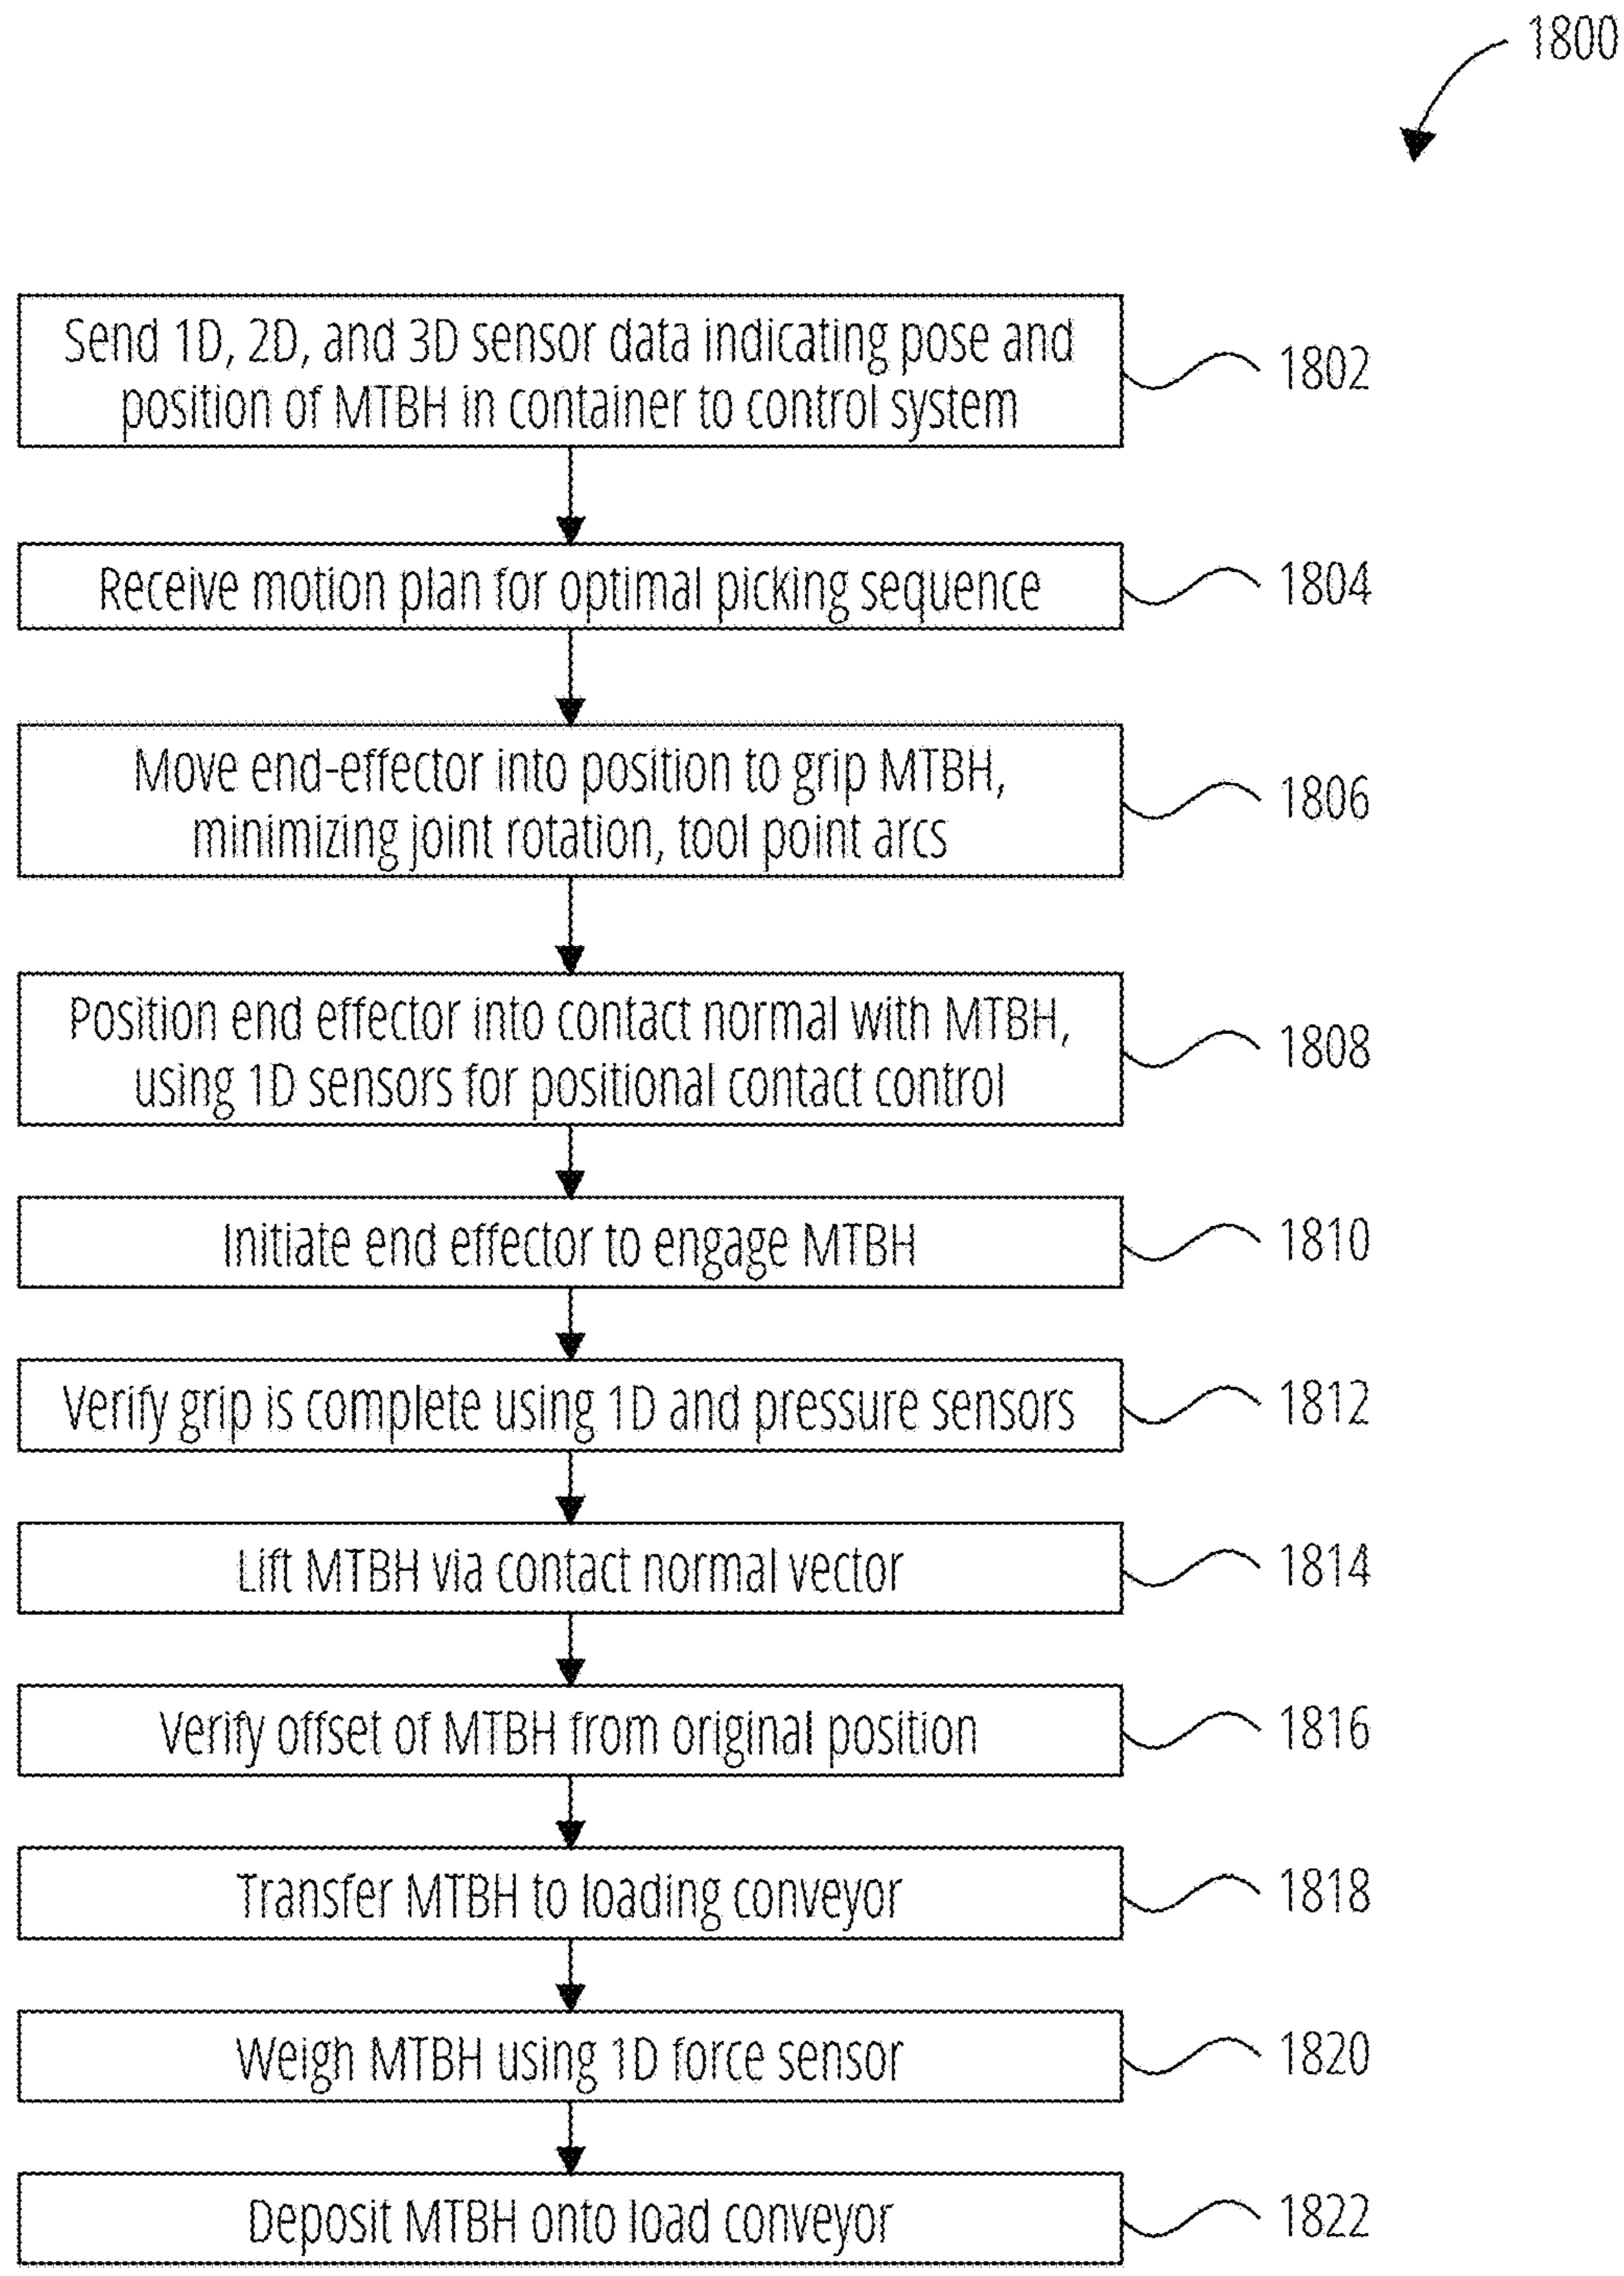 1800
Send 1D, 2D, and 3D sensor data indicating pose and
position of MTBH in container to control system
1802
Receive motion plan for optimal picking sequence
1804
Move end-effector into position to grip MTBH,
minimizing joint rotation, tool point arcs
1806
Position end effector into contact normal with MTBH,
using 1D sensors for positional contact control
1808
Initiate end effector to engage MTBH
1810
Verify grip is complete using 1D and pressure sensors
1812
Lift MTBH via contact normal vector
1814
Verify offset of MTBH from original position
1816
Transfer MTBH to loading conveyor
1818
Weigh MTBH using 1D force sensor
1820
Deposit MTBH onto load conveyor
1822